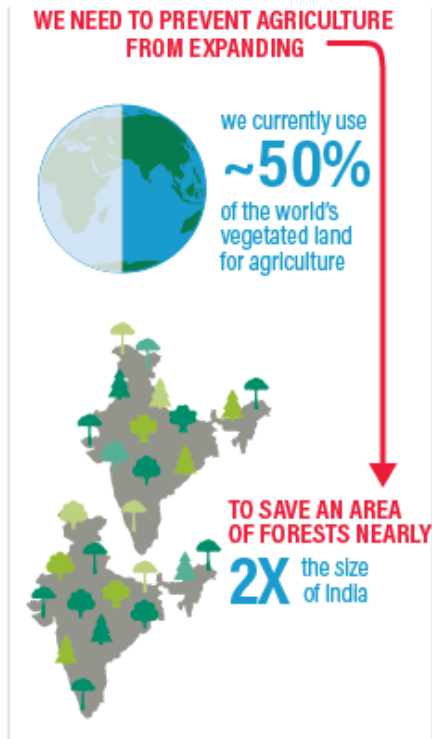 WE NEED TO PREVENT AGRICULTURE
FROM EXPANDING
we currently use
~50%
of the world's
vegetated land
for agriculture
TO SAVE AN AREA
OF FORESTS NEARLY
2X the size
of India